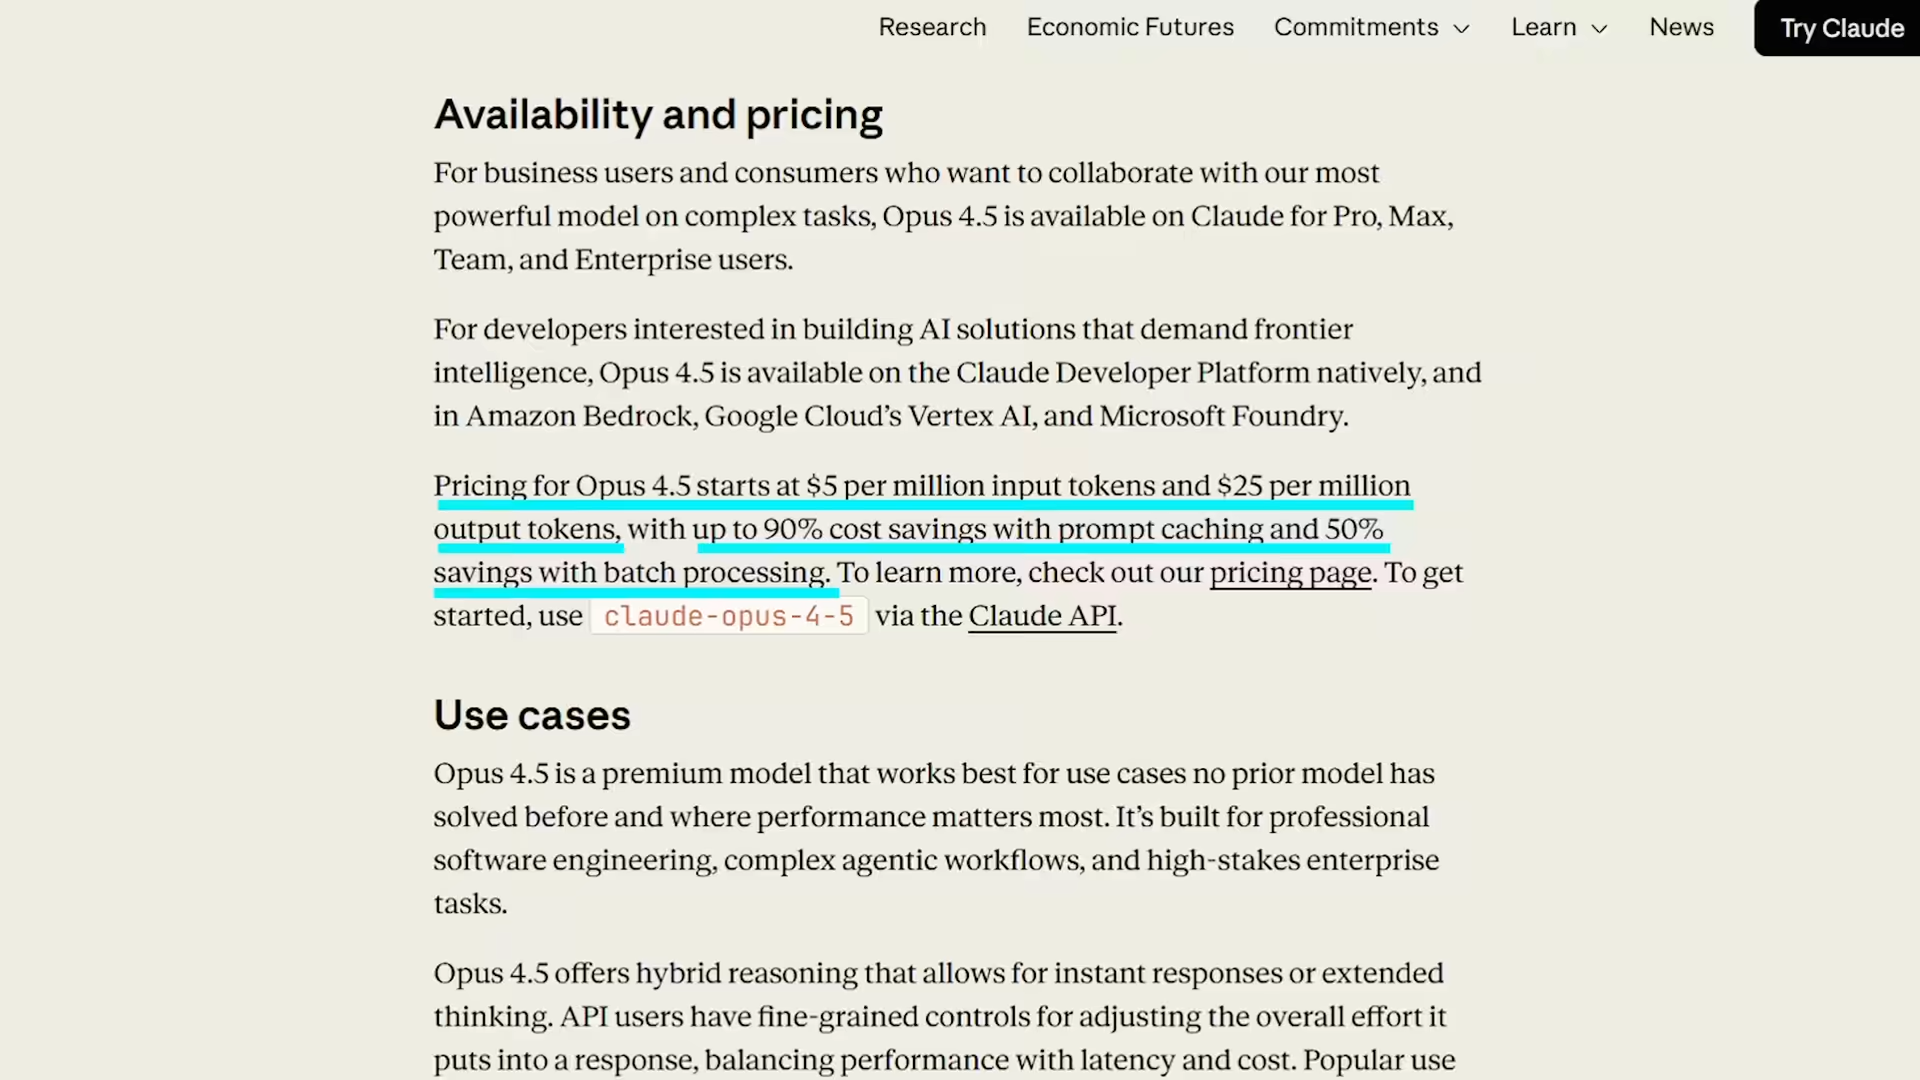 Research Economic Futures Commitments Learn News Try Claude
Availability and pricing
For business users and consumers who want to collaborate with our most
powerful model on complex tasks, Opus 4.5 is available on Claude for Pro, Max,
Team, and Enterprise users.
For developers interested in building AI solutions that demand frontier
intelligence, Opus 4.5 is available on the Claude Developer Platform natively, and
in Amazon Bedrock, Google Cloud’s Vertex AI, and Microsoft Foundry.
Pricing for Opus 4.5 starts at $5 per million input tokens and $25 per million
output tokens, with up to 90% cost savings with prompt caching and 50%
savings with batch processing. To learn more, check out our pricing page. To get
started, use claude-opus-4-5 via the Claude API.
Use cases
Opus 4.5 is a premium model that works best for use cases no prior model has
solved before and where performance matters most. It’s built for professional
software engineering, complex agentic workflows, and high-stakes enterprise
tasks.
Opus 4.5 offers hybrid reasoning that allows for instant responses or extended
thinking. API users have fine-grained controls for adjusting the overall effort it
puts into a response, balancing performance with latency and cost. Popular use